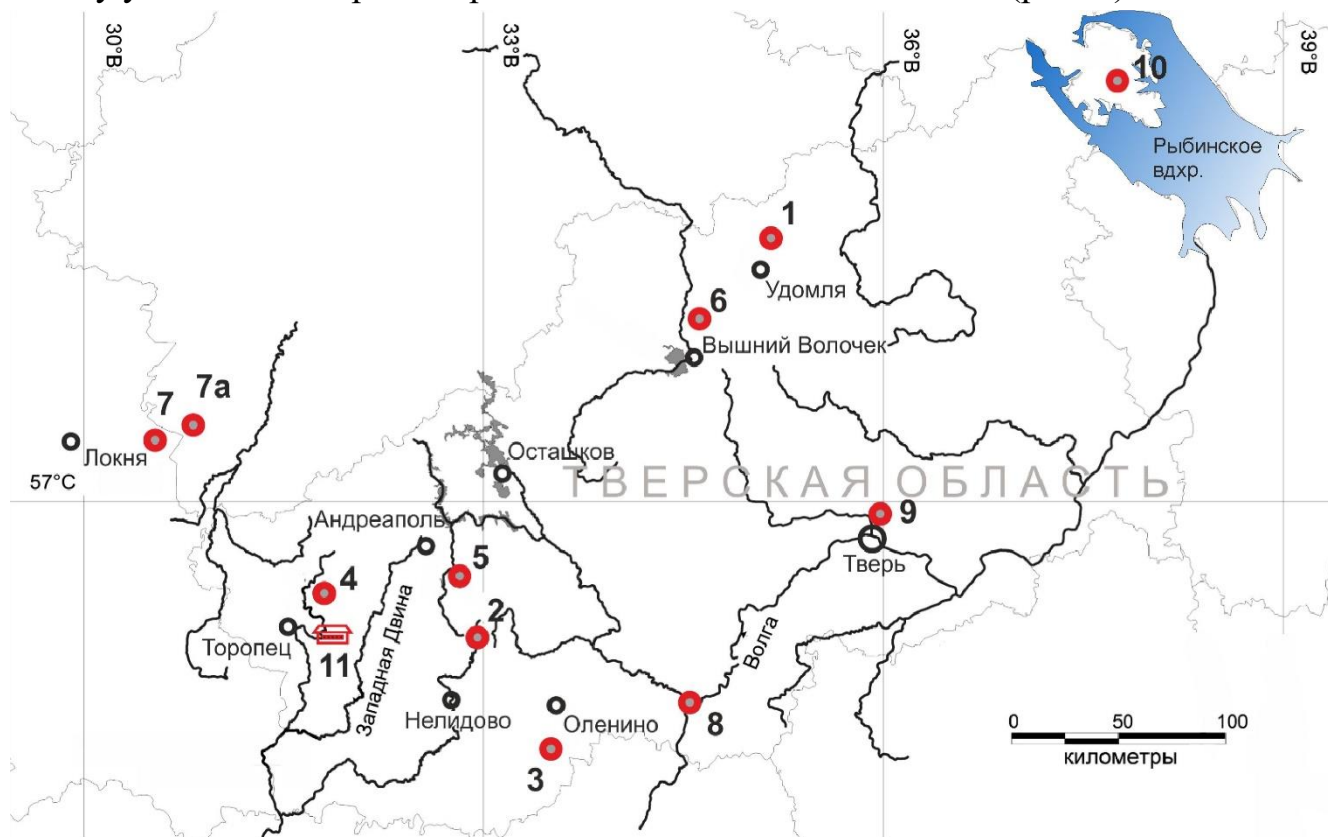 30°В
33°В
36°В
39°В
10
Рыбинское
вдхр.
1
Удомля
6
Вышний Волочек
7а
7
Локня
Осташков
57°С
ТВЕРСКАЯ ОБЛАСТЬ
Андреаполь
9
Тверь
5
4
2
Торопец
11
Западная Двина
Волга
Нелидово
Оленино
8
3
0 50 100
километры